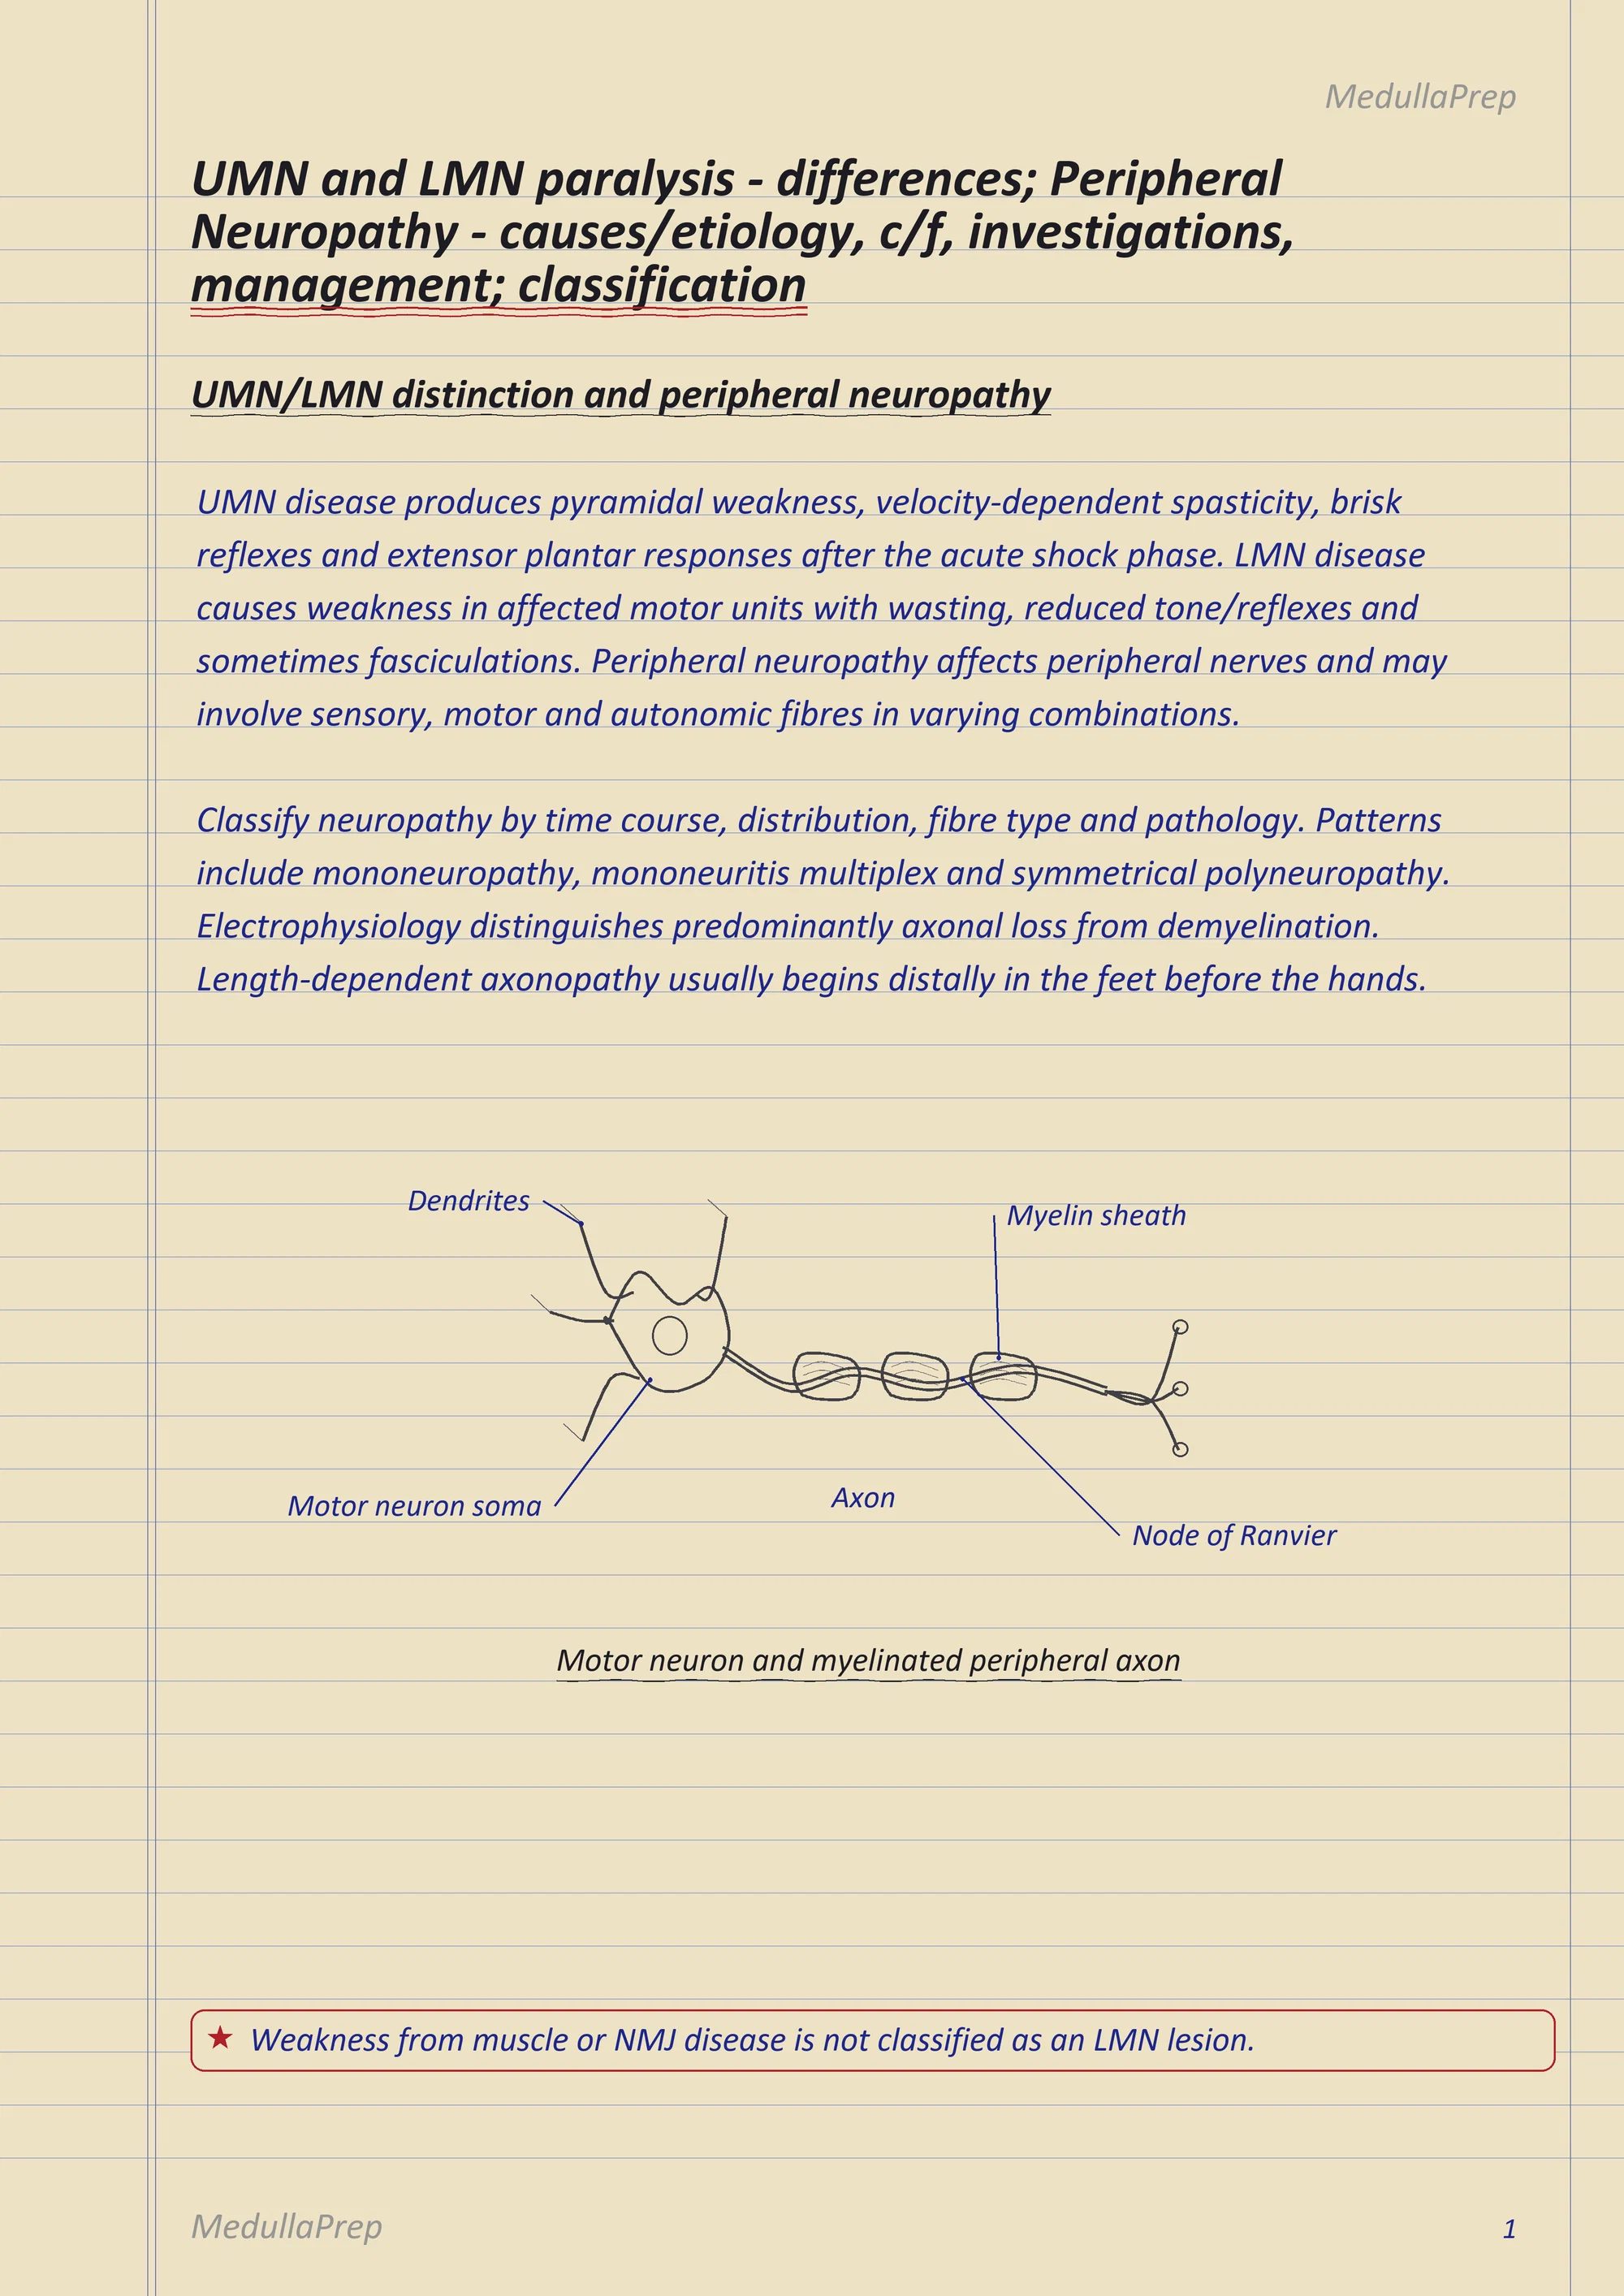 MedullaPrep
UMN and LMN paralysis - differences; Peripheral
Neuropathy - causes/etiology, c/f, investigations,
management; classification
UMN/LMN distinction and peripheral neuropathy
UMN disease produces pyramidal weakness, velocity-dependent spasticity, brisk
reflexes and extensor plantar responses after the acute shock phase. LMN disease
causes weakness in affected motor units with wasting, reduced tone/reflexes and
sometimes fasciculations. Peripheral neuropathy affects peripheral nerves and may
involve sensory, motor and autonomic fibres in varying combinations.
Classify neuropathy by time course, distribution, fibre type and pathology. Patterns
include mononeuropathy, mononeuritis multiplex and symmetrical polyneuropathy.
Electrophysiology distinguishes predominantly axonal loss from demyelination.
Length-dependent axonopathy usually begins distally in the feet before the hands.
Dendrites
Myelin sheath
Motor neuron soma
Axon
Node of Ranvier
Motor neuron and myelinated peripheral axon
★ Weakness from muscle or NMJ disease is not classified as an LMN lesion.
MedullaPrep
1